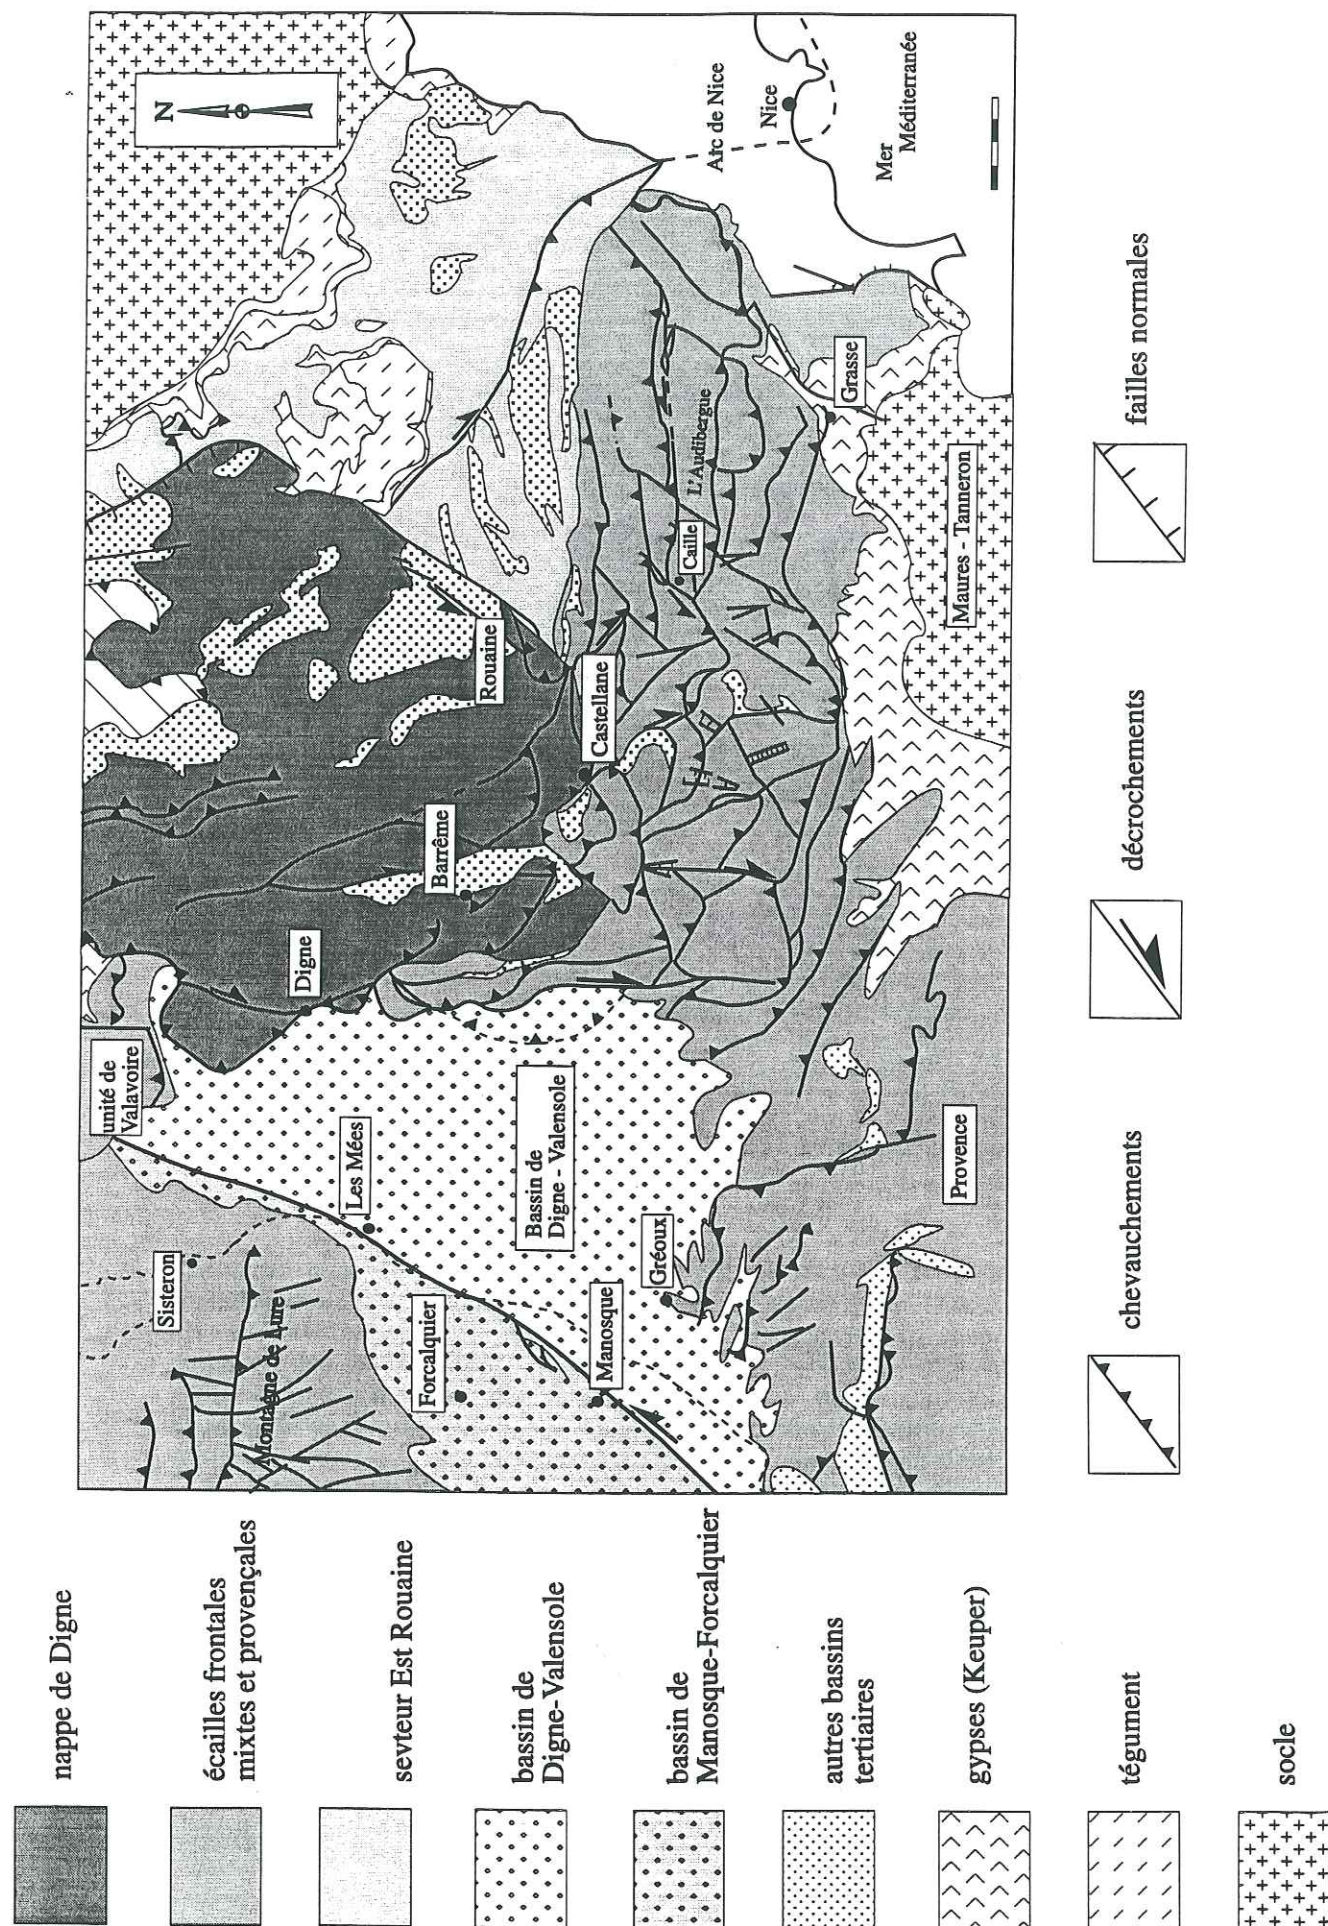 N
Arc de Nice
Nice
Mer
Méditerranée
unité de
Valavoire
Digne
Barrême
Rouaine
Castellane
Caille
L'Audibergue
Grasse
Maures - Tanneron
Sisteron
Montagne de Lure
Les Mées
Forcalquier
Bassin de
Digne - Valensole
Manosque
Gréoux
Provence
nappe de Digne
écailles frontales
mixtes et provençales
sevteur Est Rouaine
bassin de
Digne-Valensole
bassin de
Manosque-Forcalquier
autres bassins
tertiaires
gypses (Keuper)
tégument
socle
chevauchements
décrochements
failles normales